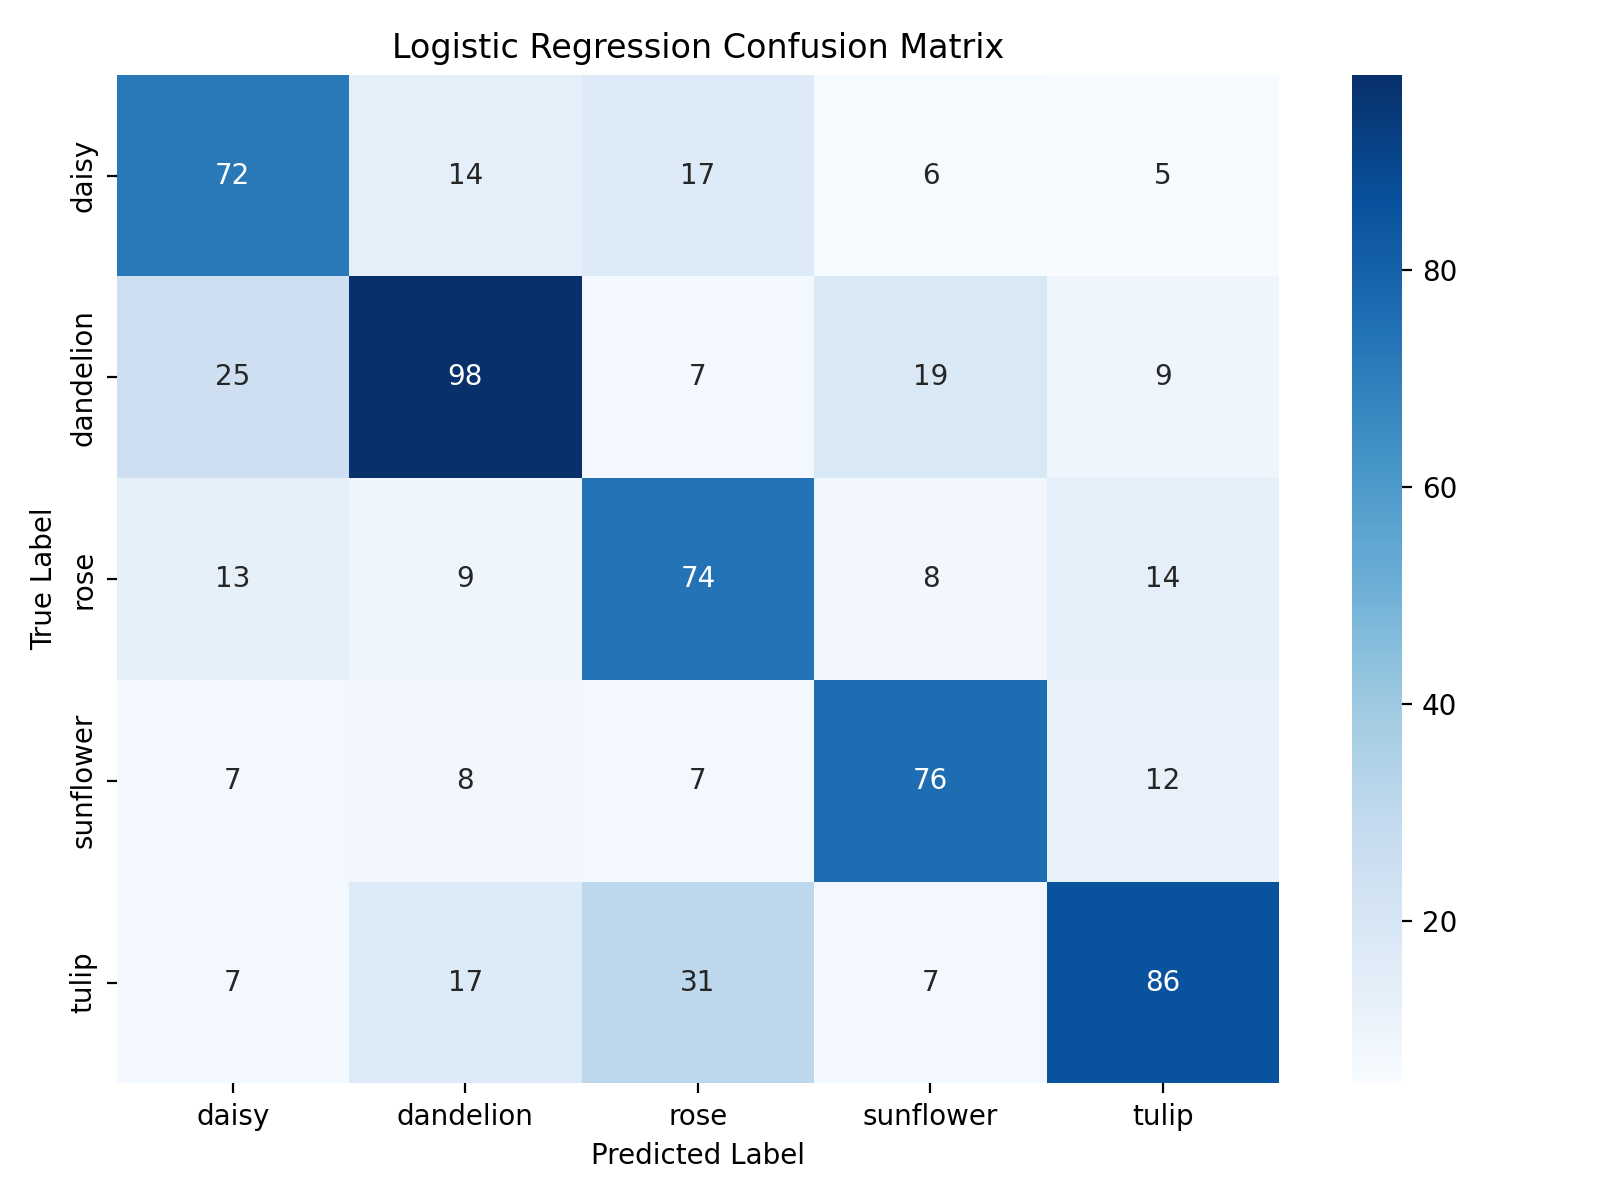 Logistic Regression Confusion Matrix
daisy 72 14 17 6 5
dandelion 25 98 7 19 9
rose 13 9 74 8 14
sunflower 7 8 7 76 12
tulip 7 17 31 7 86
daisy dandelion rose sunflower tulip
Predicted Label
True Label
80
60
40
20